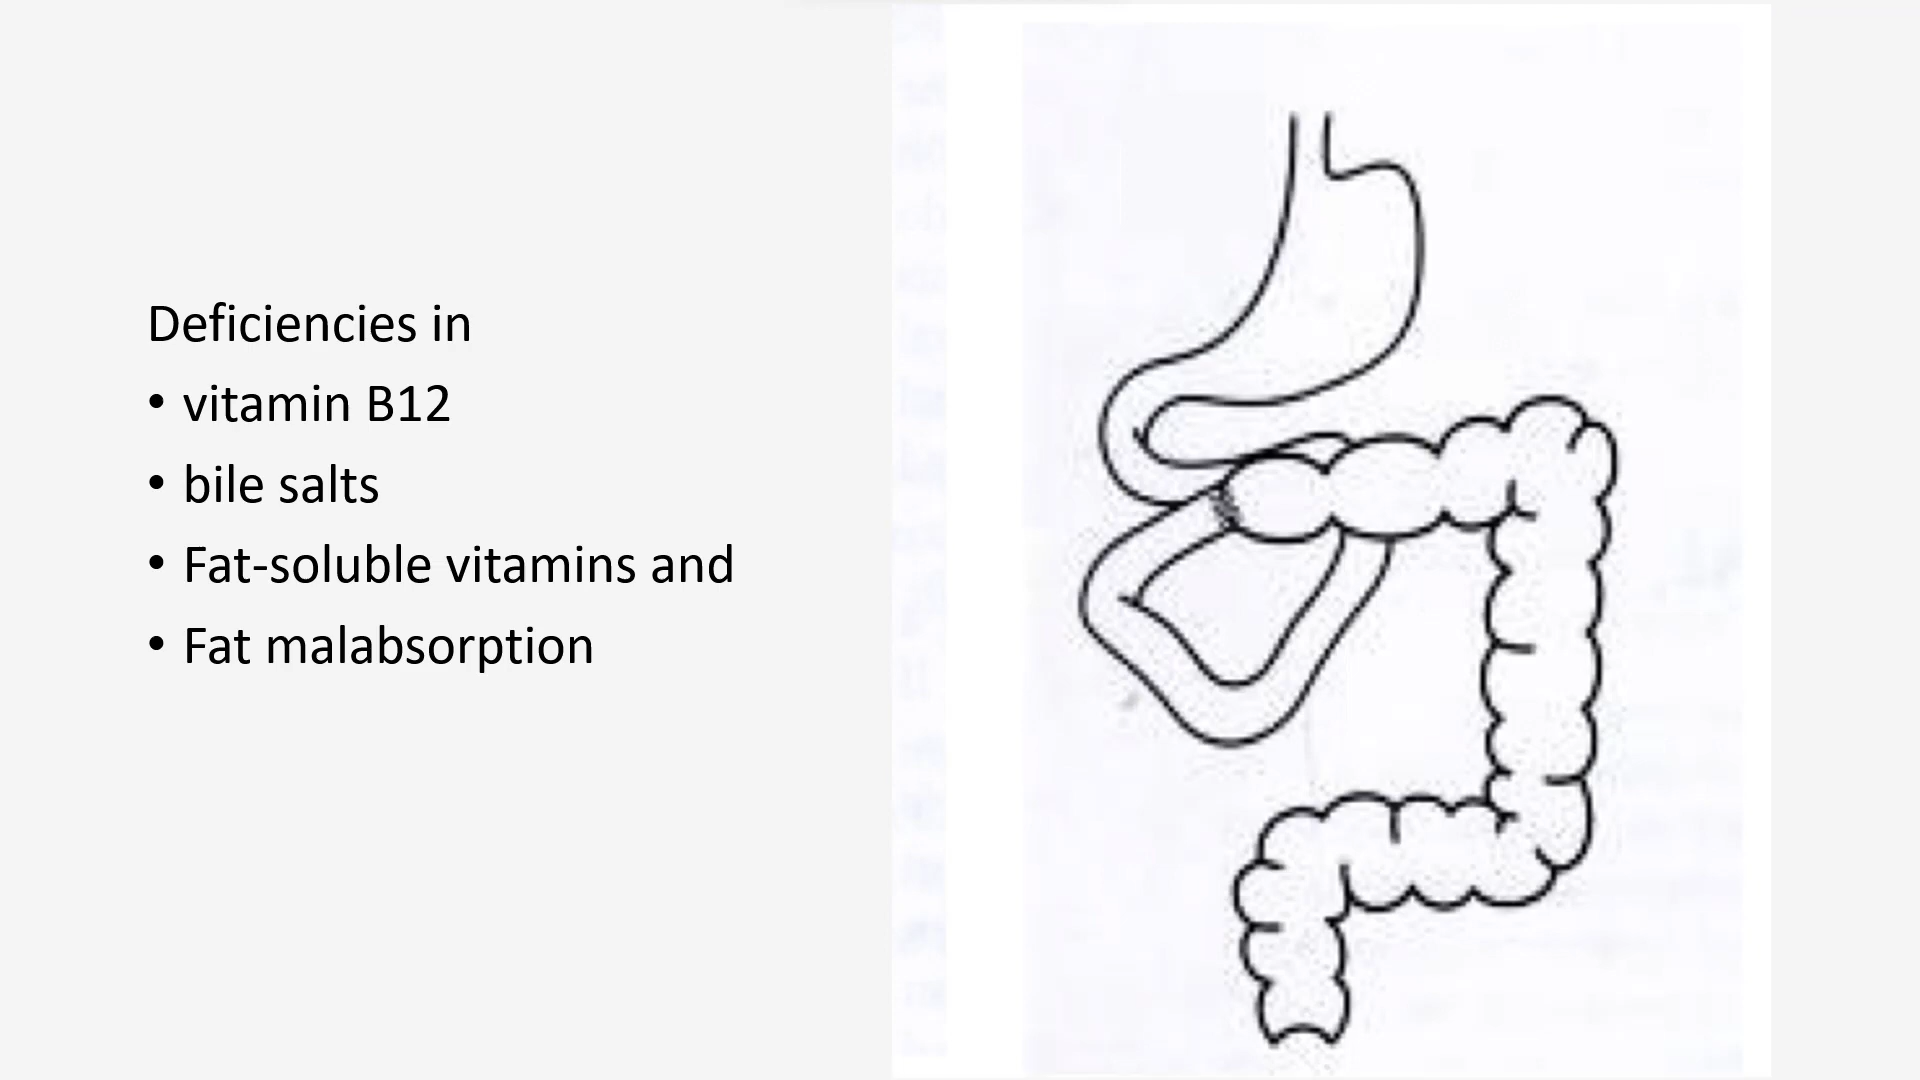 Deficiencies in
• vitamin B12
• bile salts
• Fat-soluble vitamins and
• Fat malabsorption